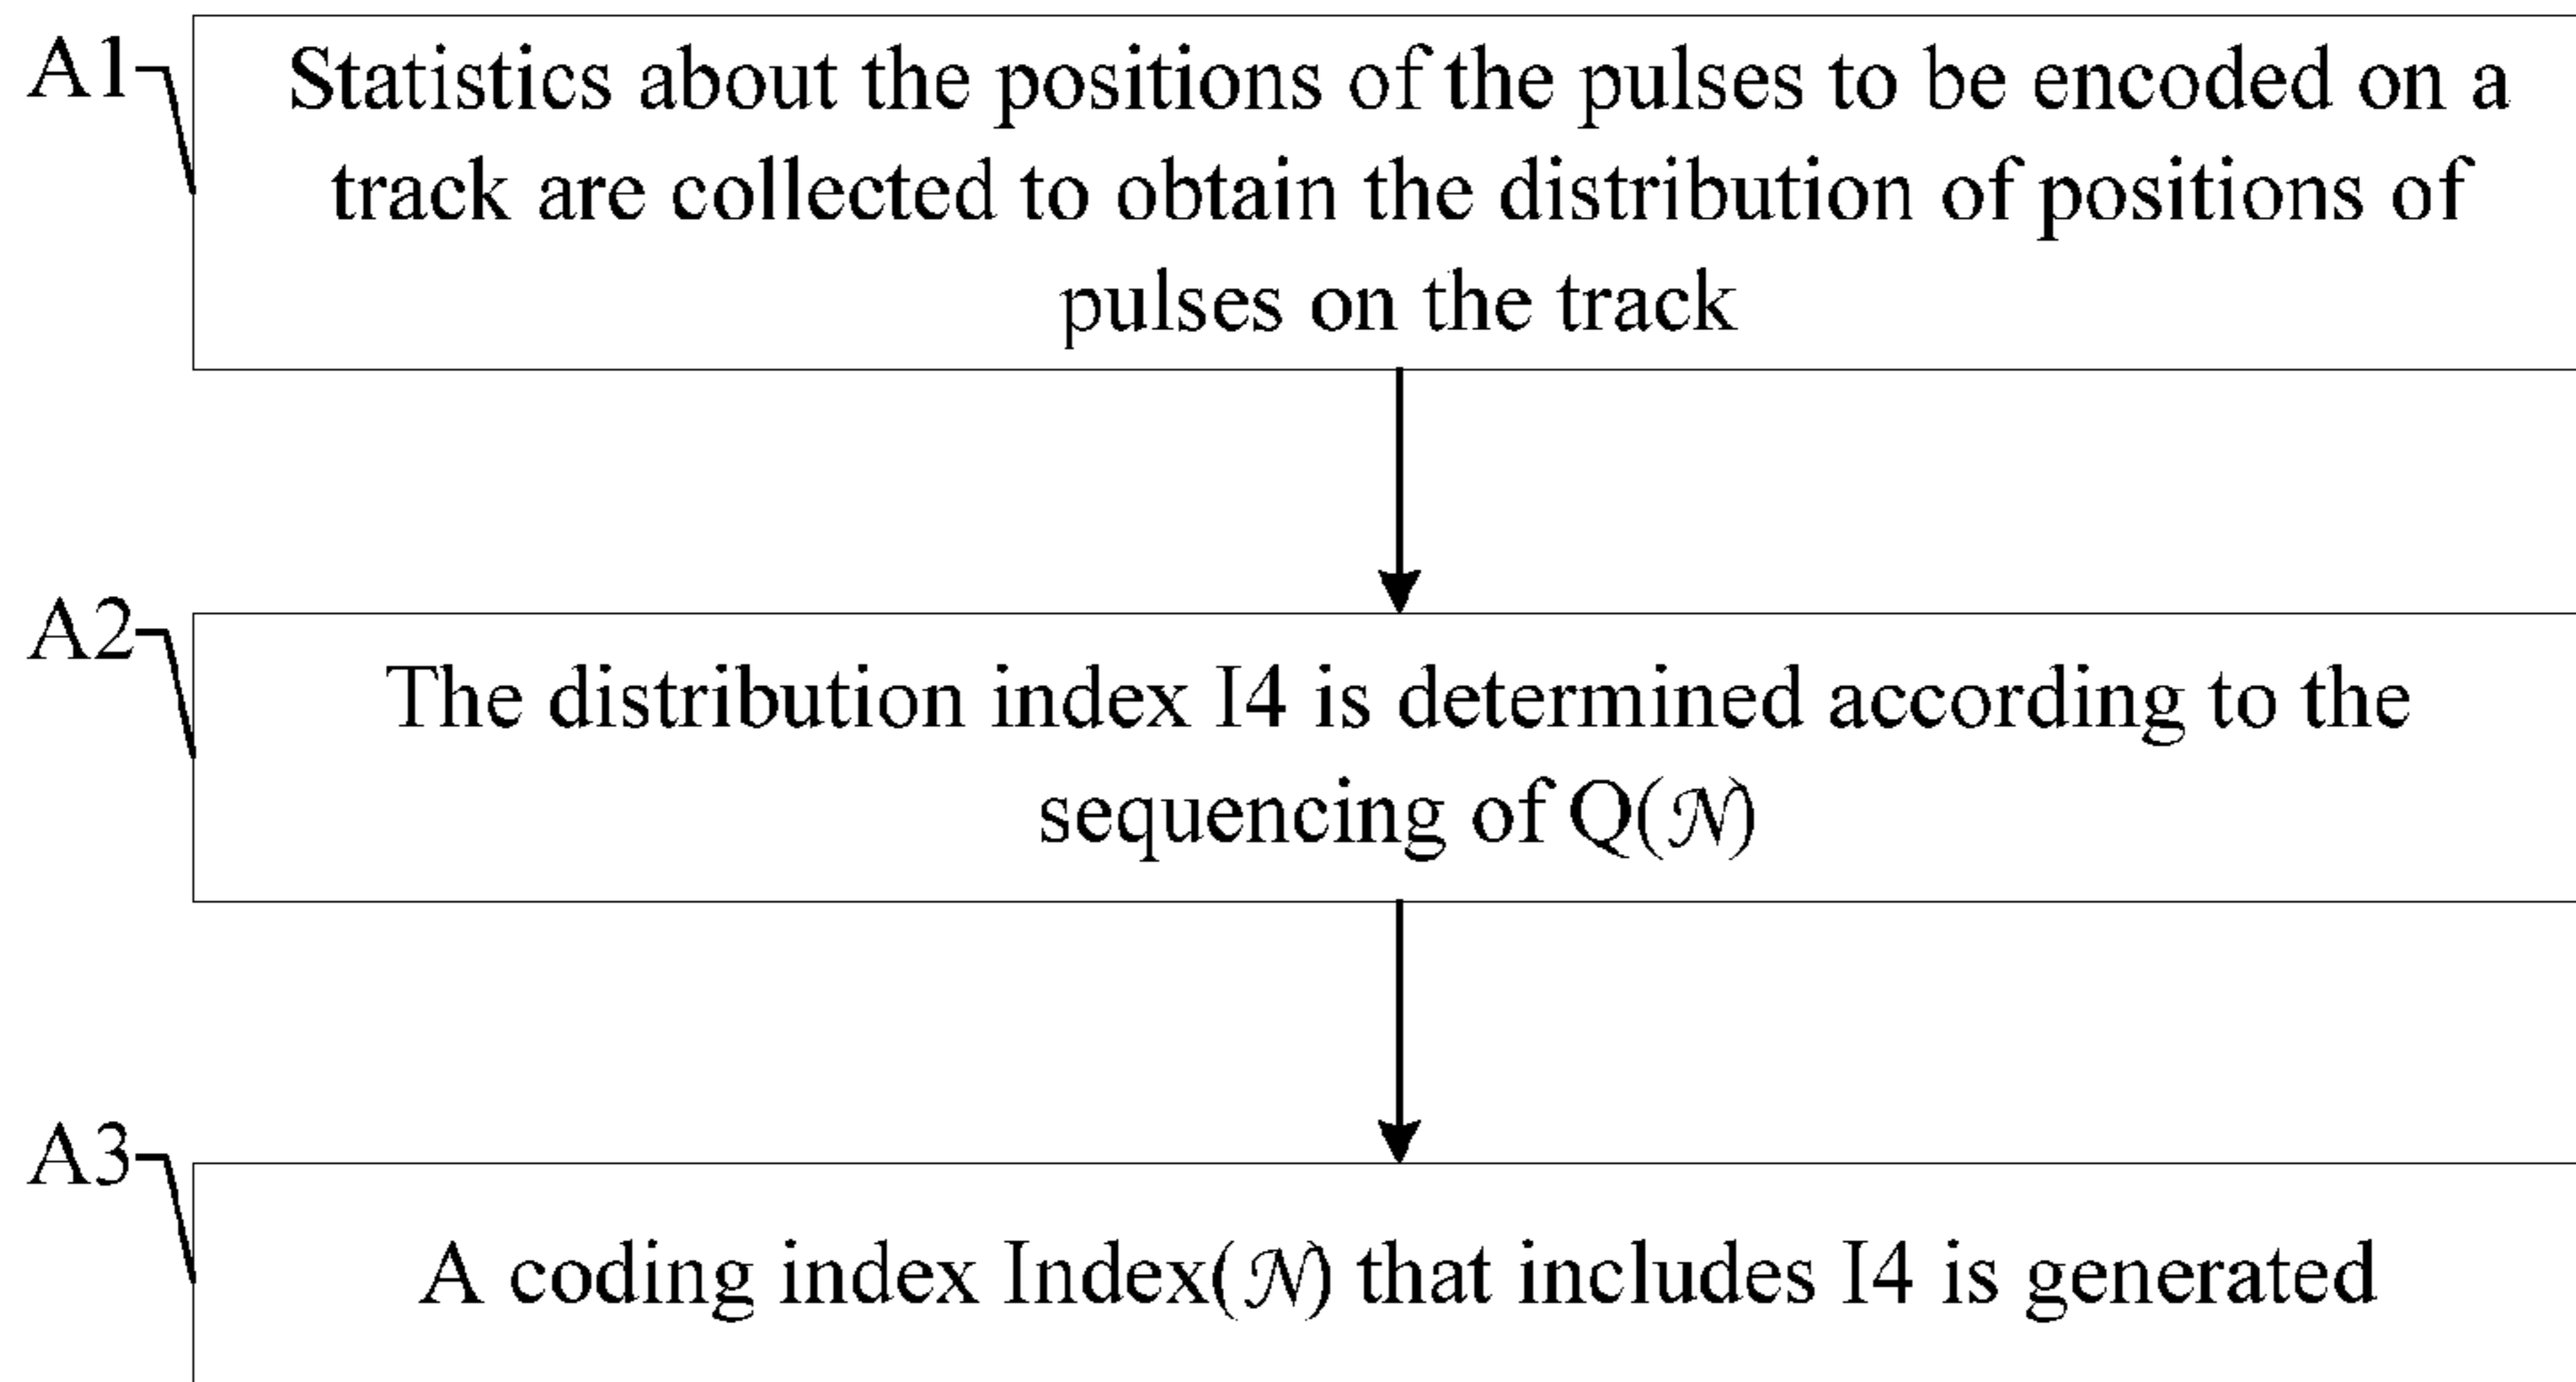 A1
Statistics about the positions of the pulses to be encoded on a
track are collected to obtain the distribution of positions of
pulses on the track
A2
The distribution index I4 is determined according to the
sequencing of Q(𝒩)
A3
A coding index Index(𝒩) that includes I4 is generated